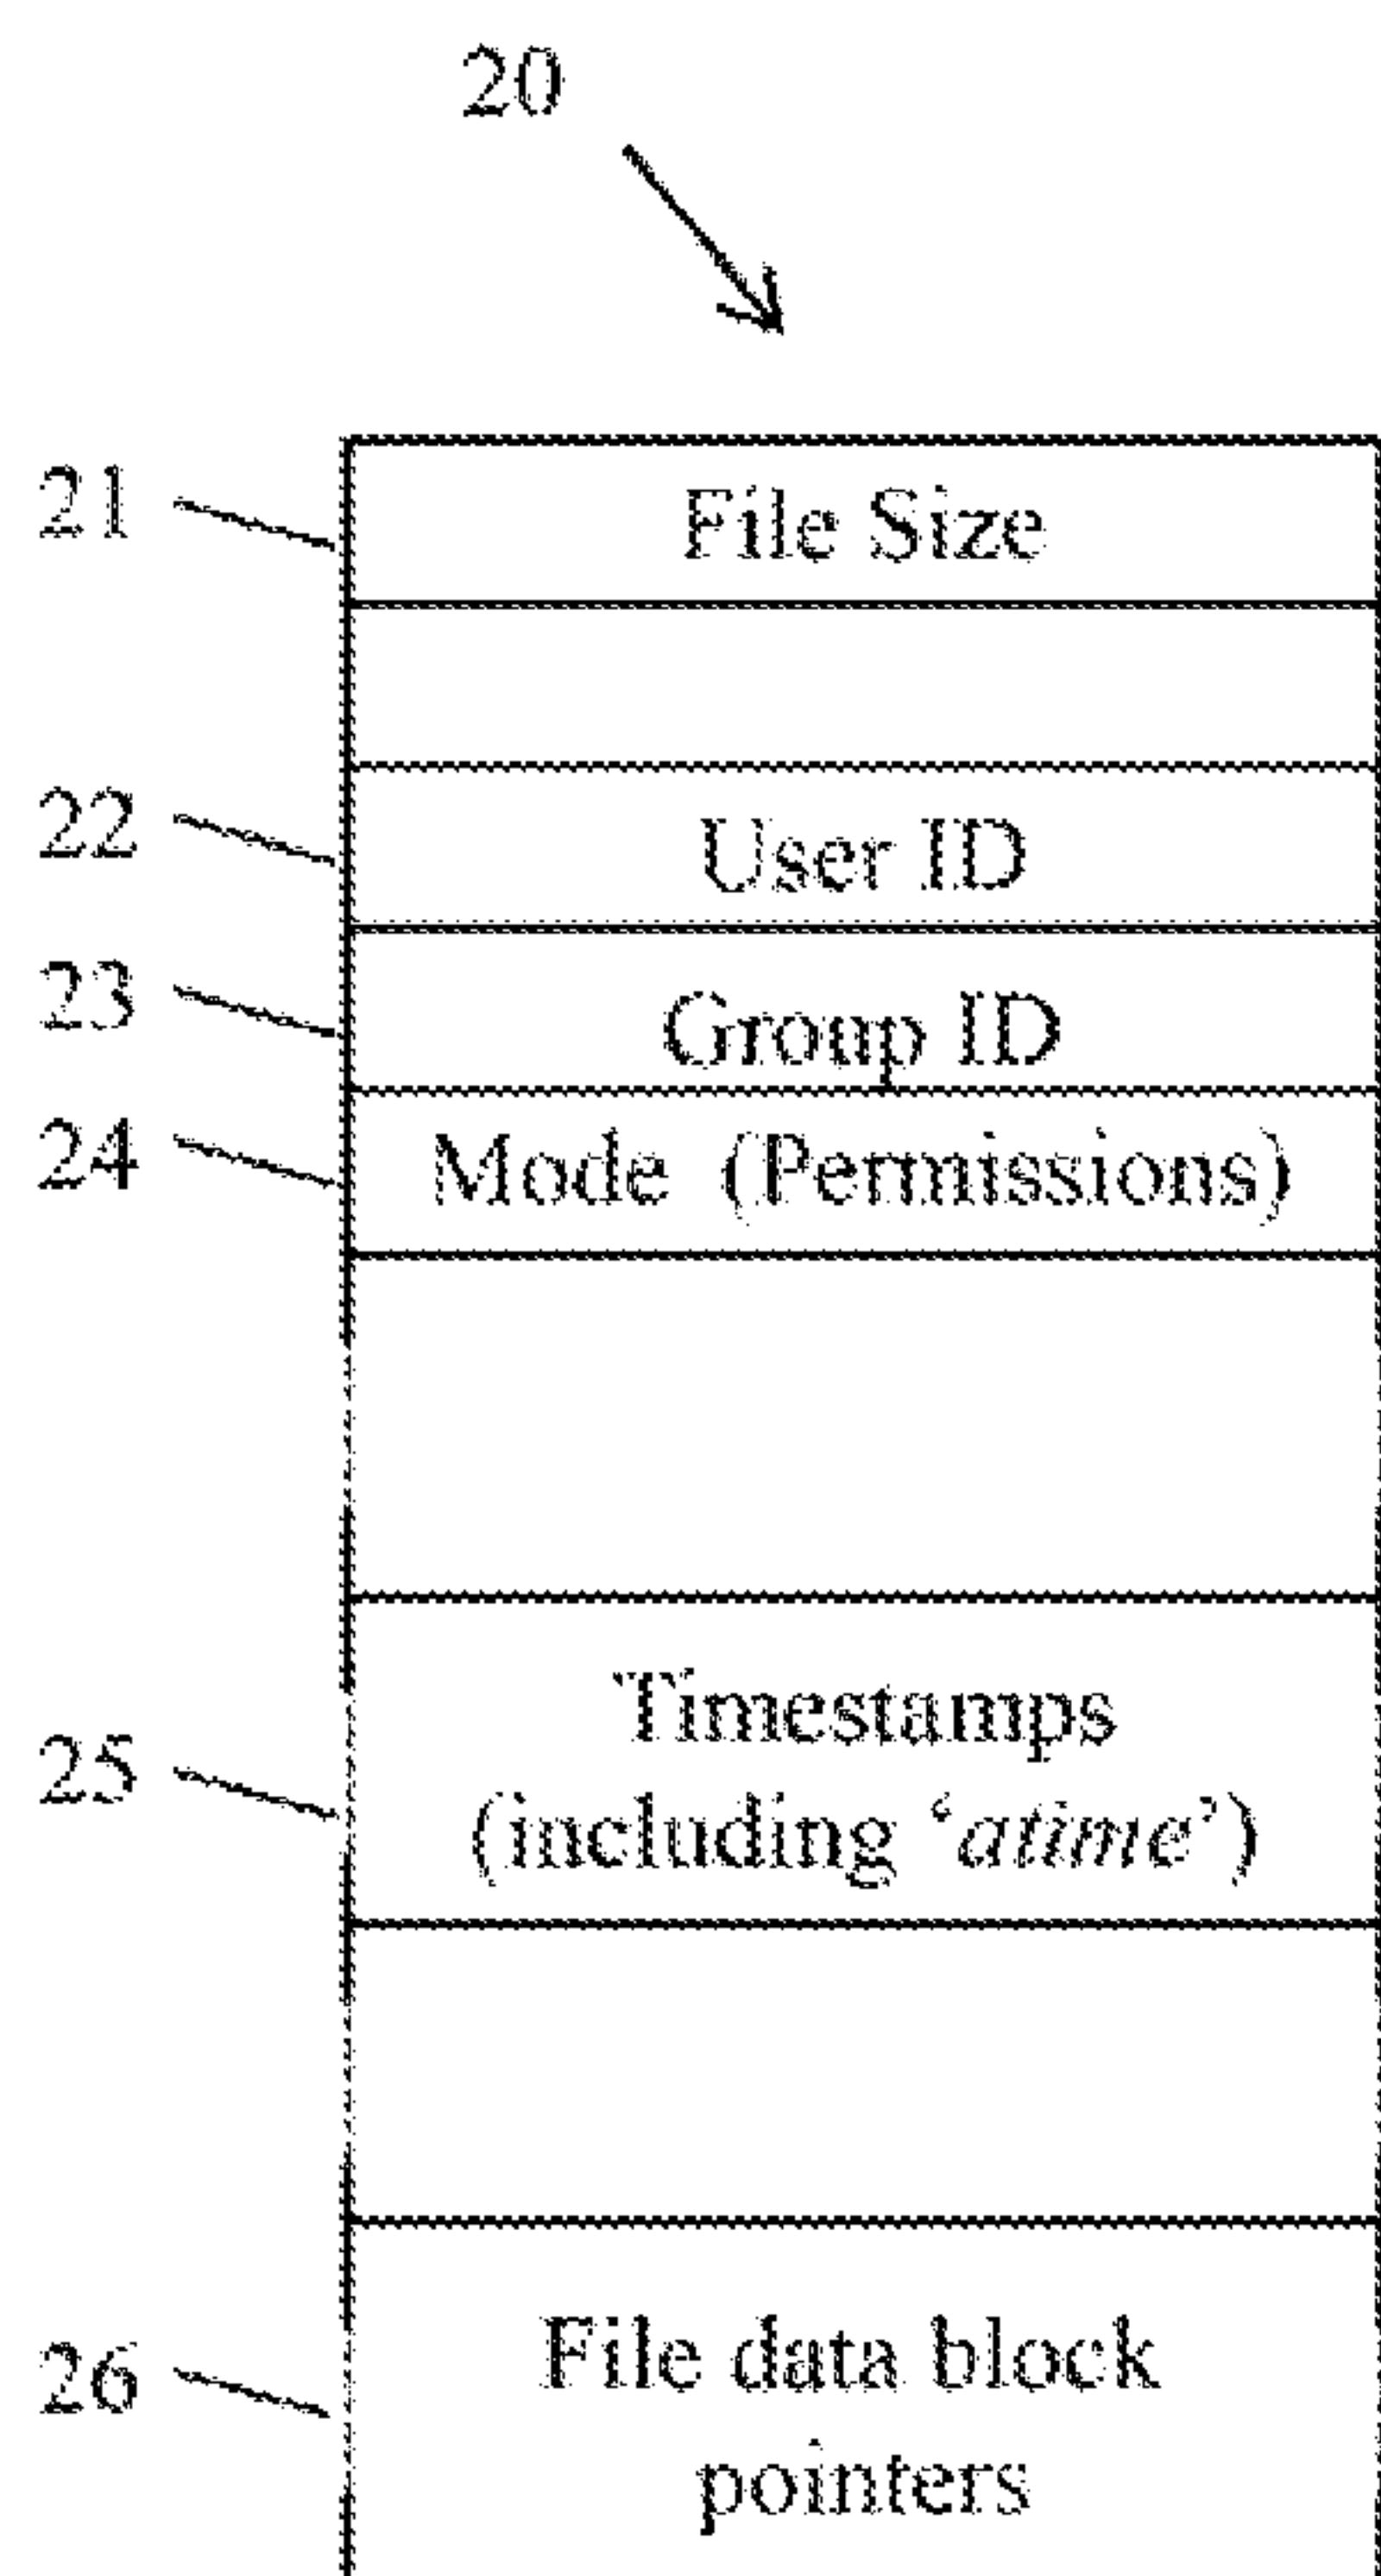 20
21 File Size
22 User ID
23 Group ID
24 Mode (Permissions)
Timestamps
25 (including ‘atime’)
26 File data block
pointers